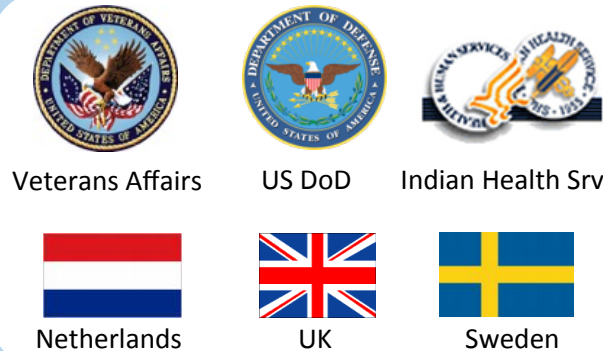 DEPARTMENT OF VETERANS AFFAIRS
UNITED STATES OF AMERICA
DEPARTMENT OF DEFENSE
UNITED STATES OF AMERICA
Veterans Affairs
US DoD
Indian Health Srv
Netherlands
UK
Sweden